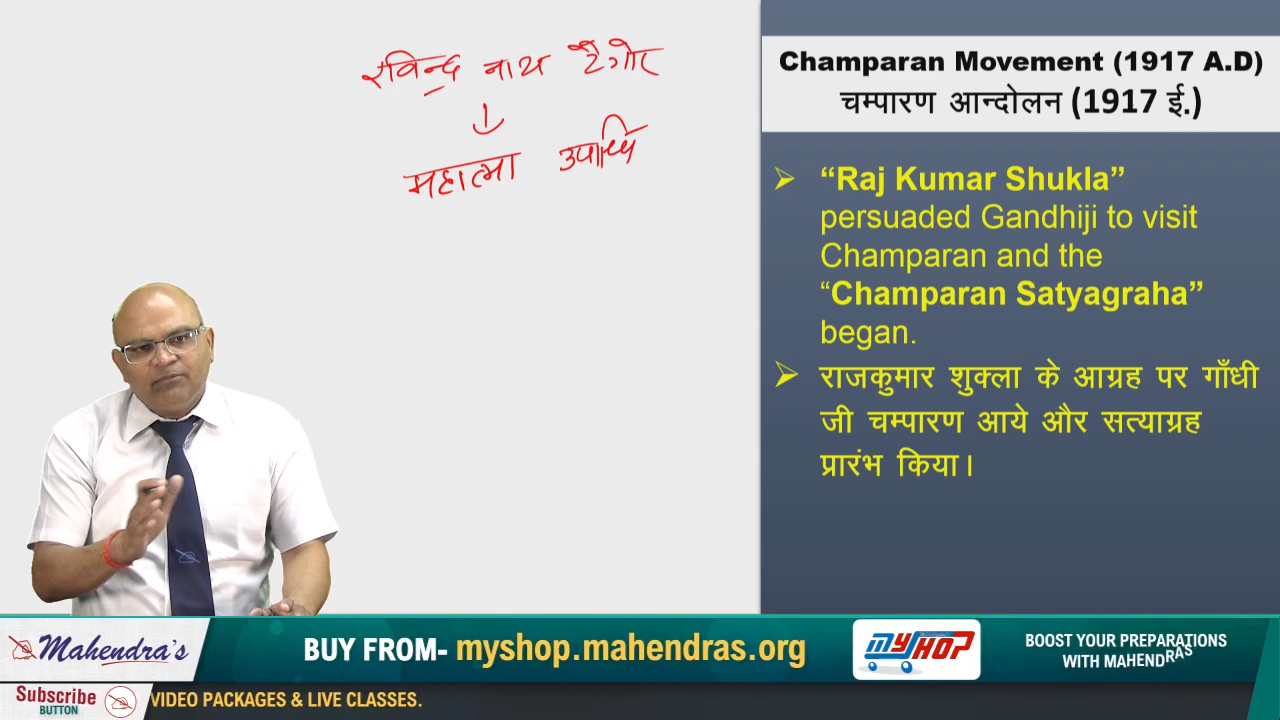 रविन्द्र नाथ टैगोर
महात्मा उपाधि
Champaran Movement (1917 A.D)
चम्पारण आन्दोलन (1917 ई.)
“Raj Kumar Shukla”
persuaded Gandhiji to visit
Champaran and the
“Champaran Satyagraha”
began.
राजकुमार शुक्ला के आग्रह पर गाँधी
जी चम्पारण आये और सत्याग्रह
प्रारंभ किया।
Mahendra's
BUY FROM- myshop.mahendras.org
MYSHOP
BOOST YOUR PREPARATIONS
WITH MAHENDRAS
Subscribe
BUTTON
VIDEO PACKAGES & LIVE CLASSES.